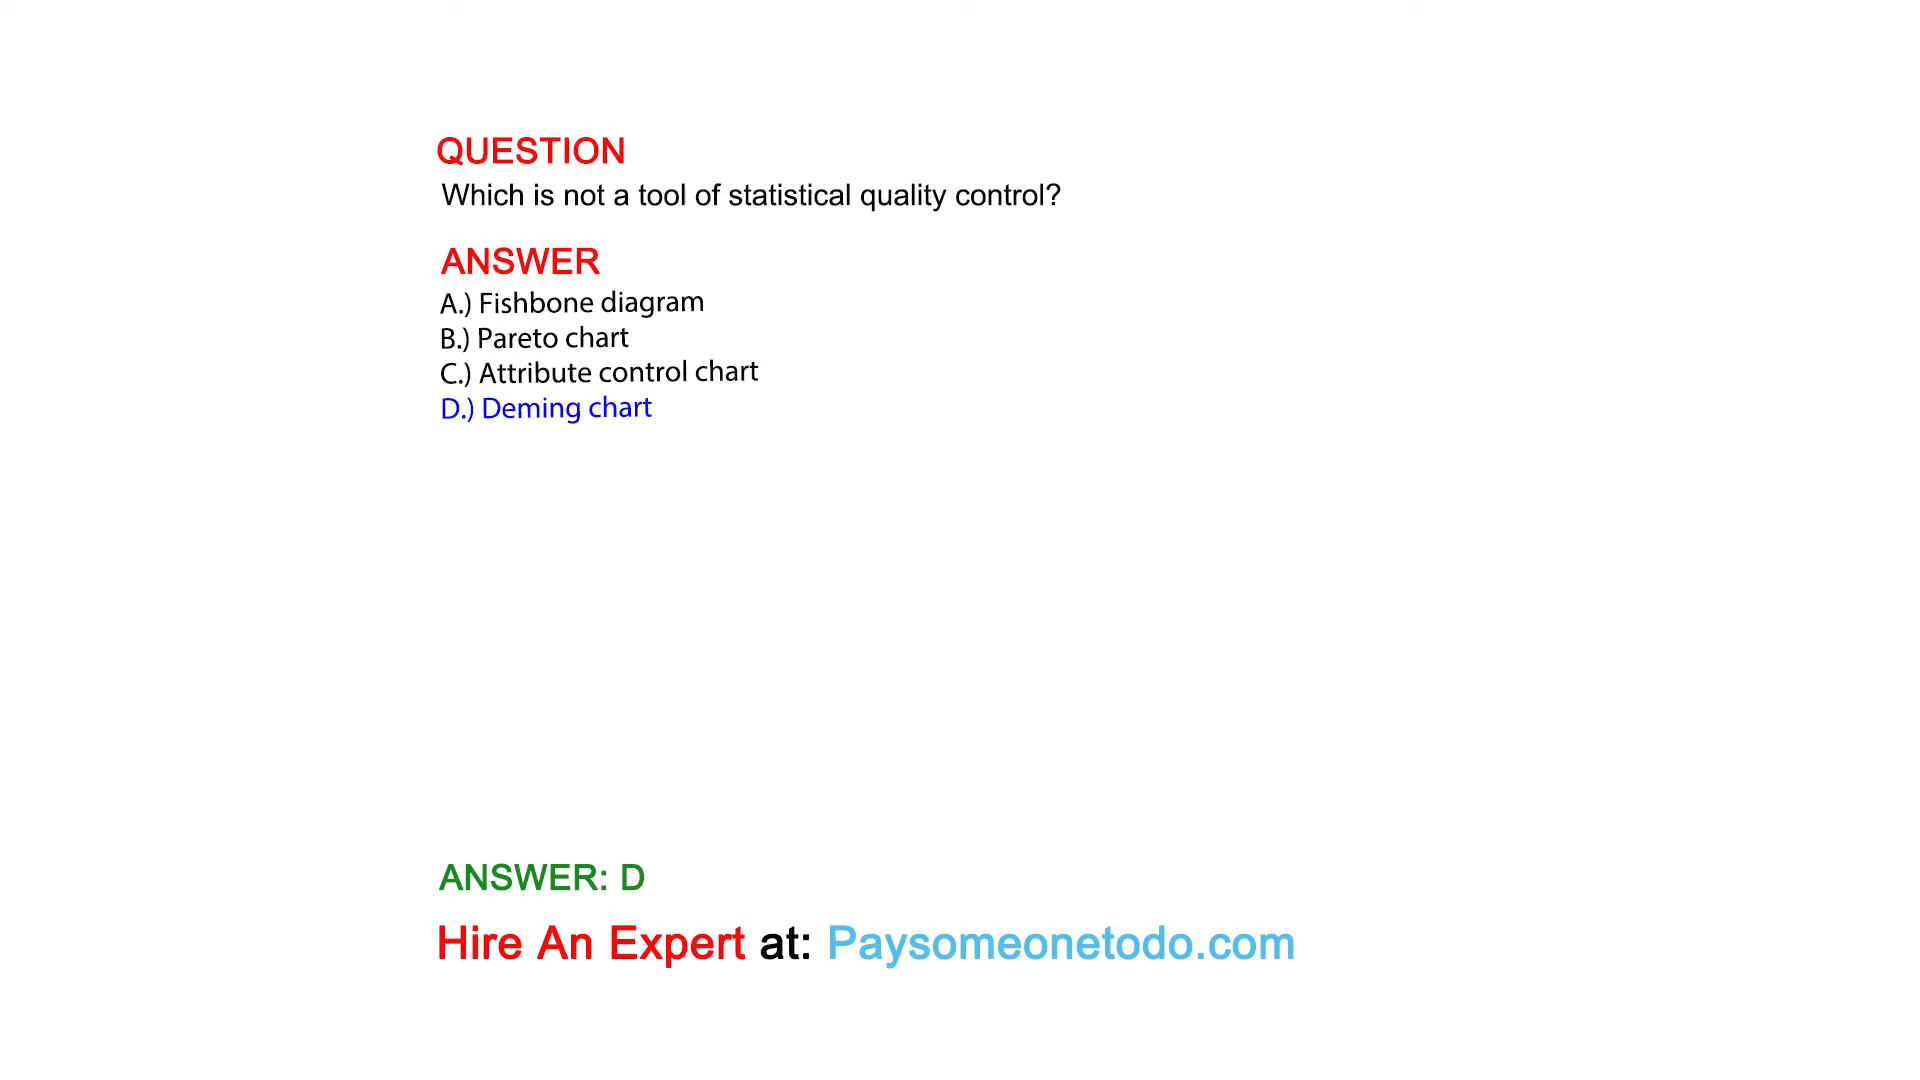 QUESTION
Which is not a tool of statistical quality control?
ANSWER
A.) Fishbone diagram
B.) Pareto chart
C.) Attribute control chart
D.) Deming chart
ANSWER: D
Hire An Expert at: Paysomeonetodo.com